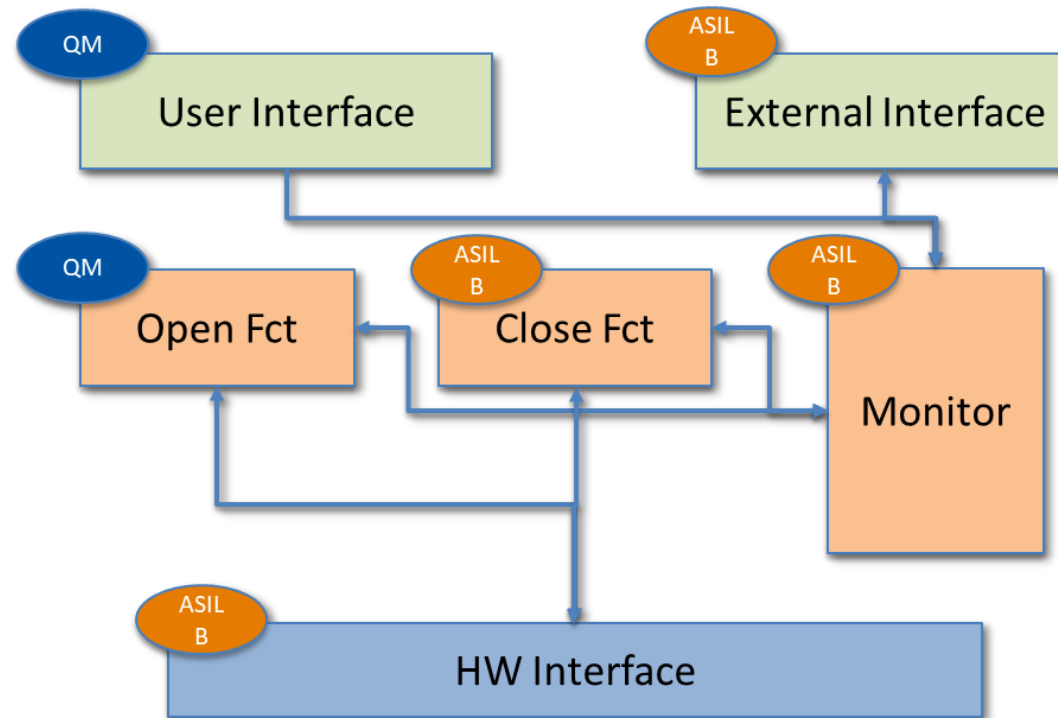 QM
User Interface
ASIL
B
External Interface
QM
Open Fct
ASIL
B
Close Fct
ASIL
B
Monitor
ASIL
B
HW Interface